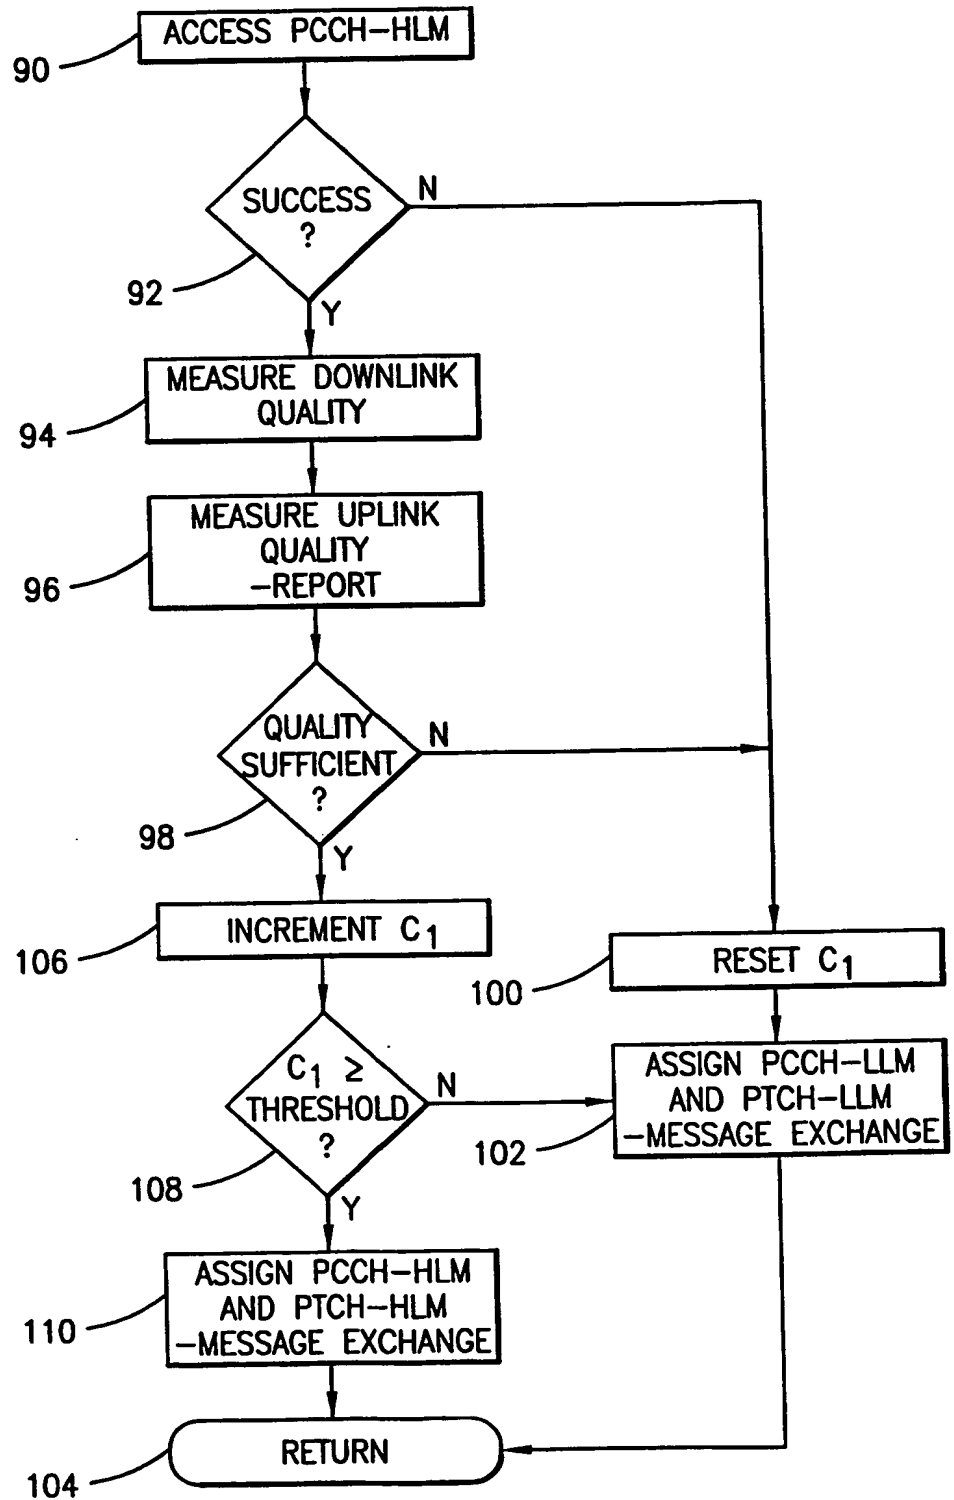 ACCESS PCCH-HLM
90
SUCCESS
?
N
92
Y
MEASURE DOWNLINK
QUALITY
94
MEASURE UPLINK
QUALITY
-REPORT
96
QUALITY
SUFFICIENT
?
N
98
Y
INCREMENT C1
106
RESET C1
100
C1 ≥
THRESHOLD
?
N
108
Y
ASSIGN PCCH-LLM
AND PTCH-LLM
-MESSAGE EXCHANGE
102
ASSIGN PCCH-HLM
AND PTCH-HLM
-MESSAGE EXCHANGE
110
RETURN
104